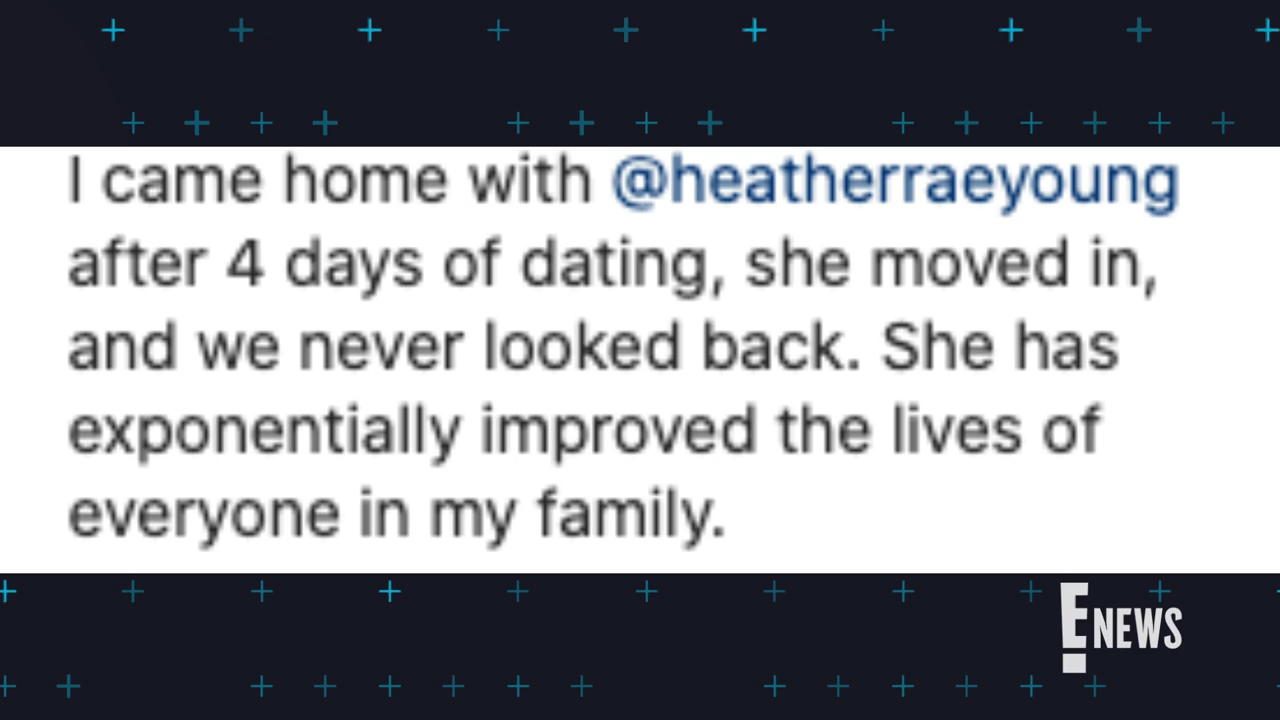 I came home with @heatherraeyoung
after 4 days of dating, she moved in,
and we never looked back. She has
exponentially improved the lives of
everyone in my family.
E! NEWS